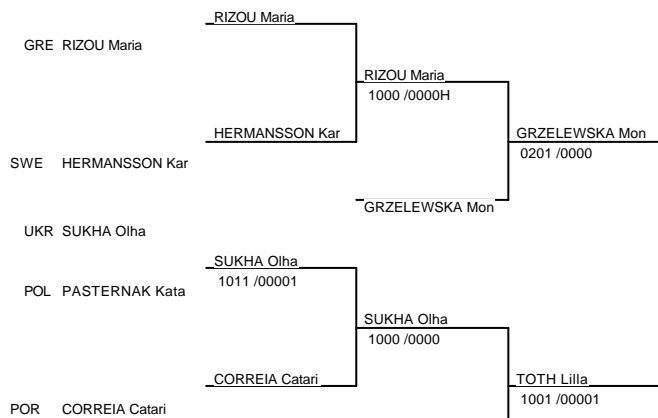 RIZOU Maria
GRE RIZOU Maria
RIZOU Maria
1000 /0000H
HERMANSSON Kar
GRZELEWSKA Mon
0201 /0000
SWE HERMANSSON Kar
GRZELEWSKA Mon
UKR SUKHA Olha
SUKHA Olha
1011 /00001
POL PASTERNAK Kata
SUKHA Olha
1000 /0000
CORREIA Catari
TOTH Lilla
1001 /00001
POR CORREIA Catari